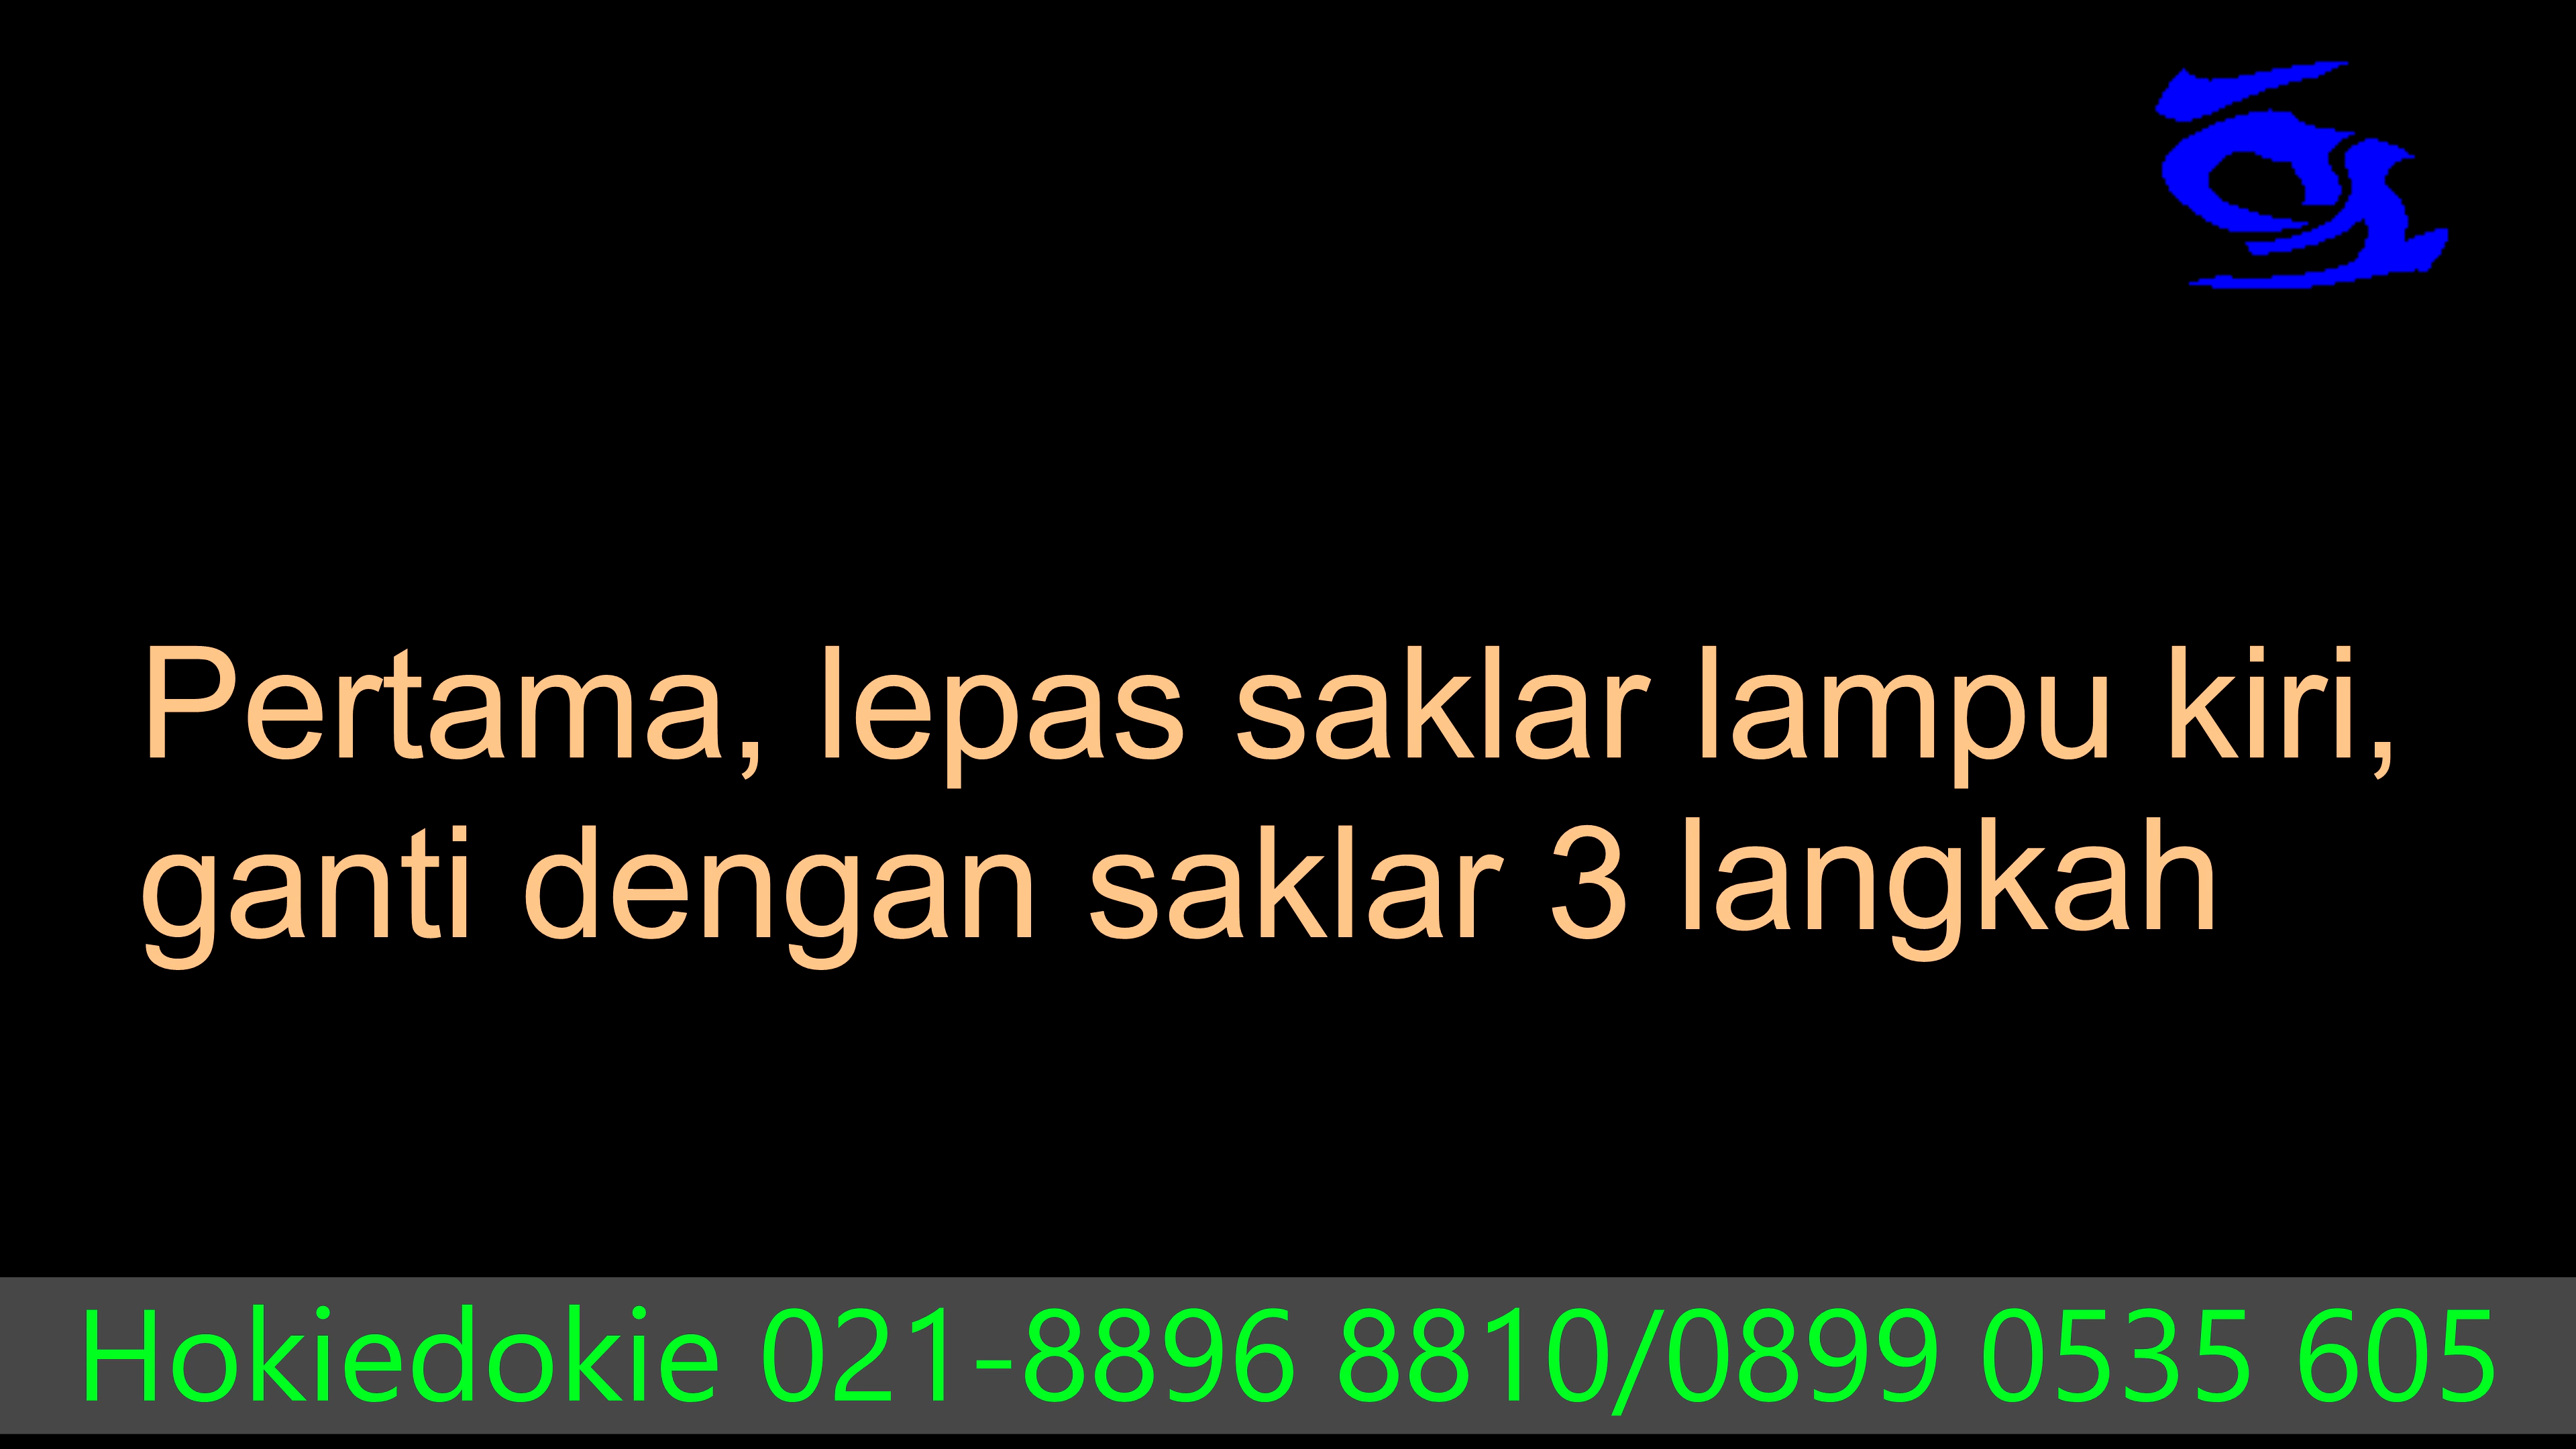 Pertama, lepas saklar lampu kiri,
ganti dengan saklar 3 langkah
Hokiedokie 021-8896 8810/0899 0535 605